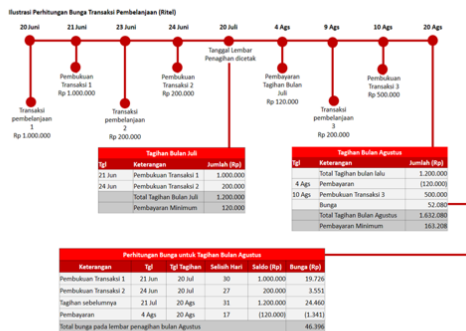 Ilustrasi Perhitungan Bunga Transaksi Pembelanjaan (Ritel)
20 Juni 21 Juni 23 Juni 24 Juni 20 Juli 4 Ags 9 Ags 10 Ags 20 Ags
Tanggal Lembar
Penagihan dicetak
Pembukuan
Transaksi 1
Rp 1.000.000
Pembukuan
Transaksi 2
Rp 200.000
Pembayaran
Tagihan Bulan
Juli
Rp 120.000
Pembukuan
Transaksi 3
Rp 500.000
Transaksi
pembelanjaan
1
Rp 1.000.000
Transaksi
pembelanjaan
2
Rp 200.000
Transaksi
pembelanjaan
3
Rp 200.000
Tagihan Bulan Juli
Tgl Keterangan Jumlah (Rp)
21 Jun Pembukuan Transaksi 1 1.000.000
24 Jun Pembukuan Transaksi 2 200.000
Total Tagihan Bulan Juli 1.200.000
Pembayaran Minimum 120.000
Tagihan Bulan Agustus
Tgl Keterangan Jumlah (Rp)
Total Tagihan bulan lalu 1.200.000
4 Ags Pembayaran (120.000)
10 Ags Pembukuan Transaksi 3 500.000
Bunga 52.080
Total Tagihan Bulan Agustus 1.632.080
Pembayaran Minimum 163.208
Perhitungan Bunga untuk Tagihan Bulan Agustus
Keterangan Tgl Tgl Tagihan Selisih Hari Saldo (Rp) Bunga (Rp)
Pembukuan Transaksi 1 21 Jun 20 Jul 30 1.000.000 19.726
Pembukuan Transaksi 2 24 Jun 20 Jul 27 200.000 3.551
Tagihan sebelumnya 21 Jul 20 Ags 31 1.200.000 24.460
Pembayaran 4 Ags 20 Ags 17 (120.000) (1.341)
Total bunga pada lembar penagihan bulan Agustus 46.396